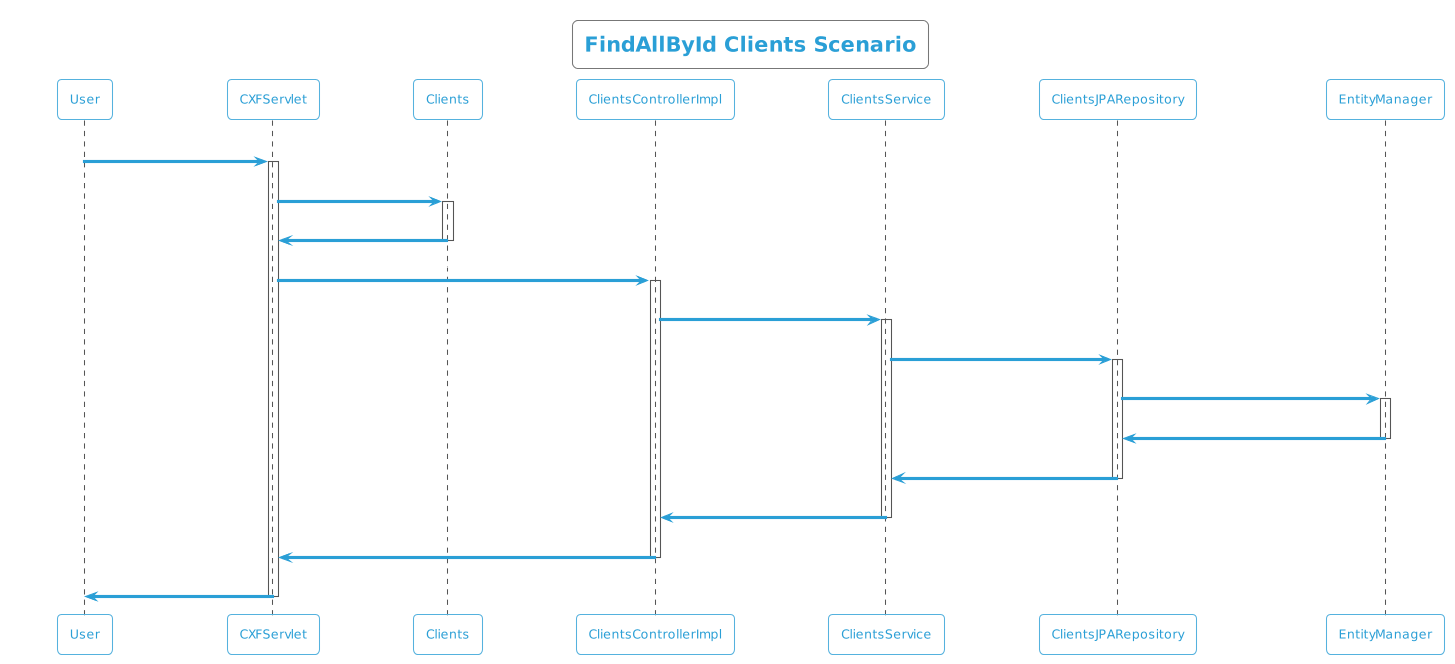 FindAllById Clients Scenario
User
CXFServlet
Clients
ClientsControllerImpl
ClientsService
ClientsJPARepository
EntityManager
User
CXFServlet
Clients
ClientsControllerImpl
ClientsService
ClientsJPARepository
EntityManager